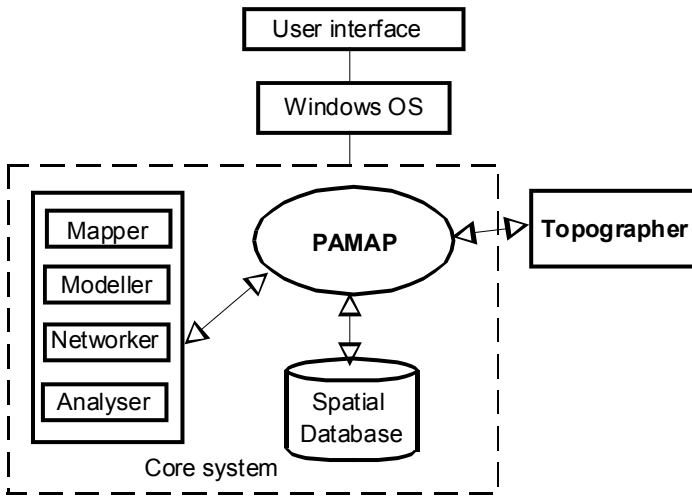 User interface
Windows OS
Mapper
Modeller
Networker
Analyser
PAMAP
Topographer
Spatial
Database
Core system